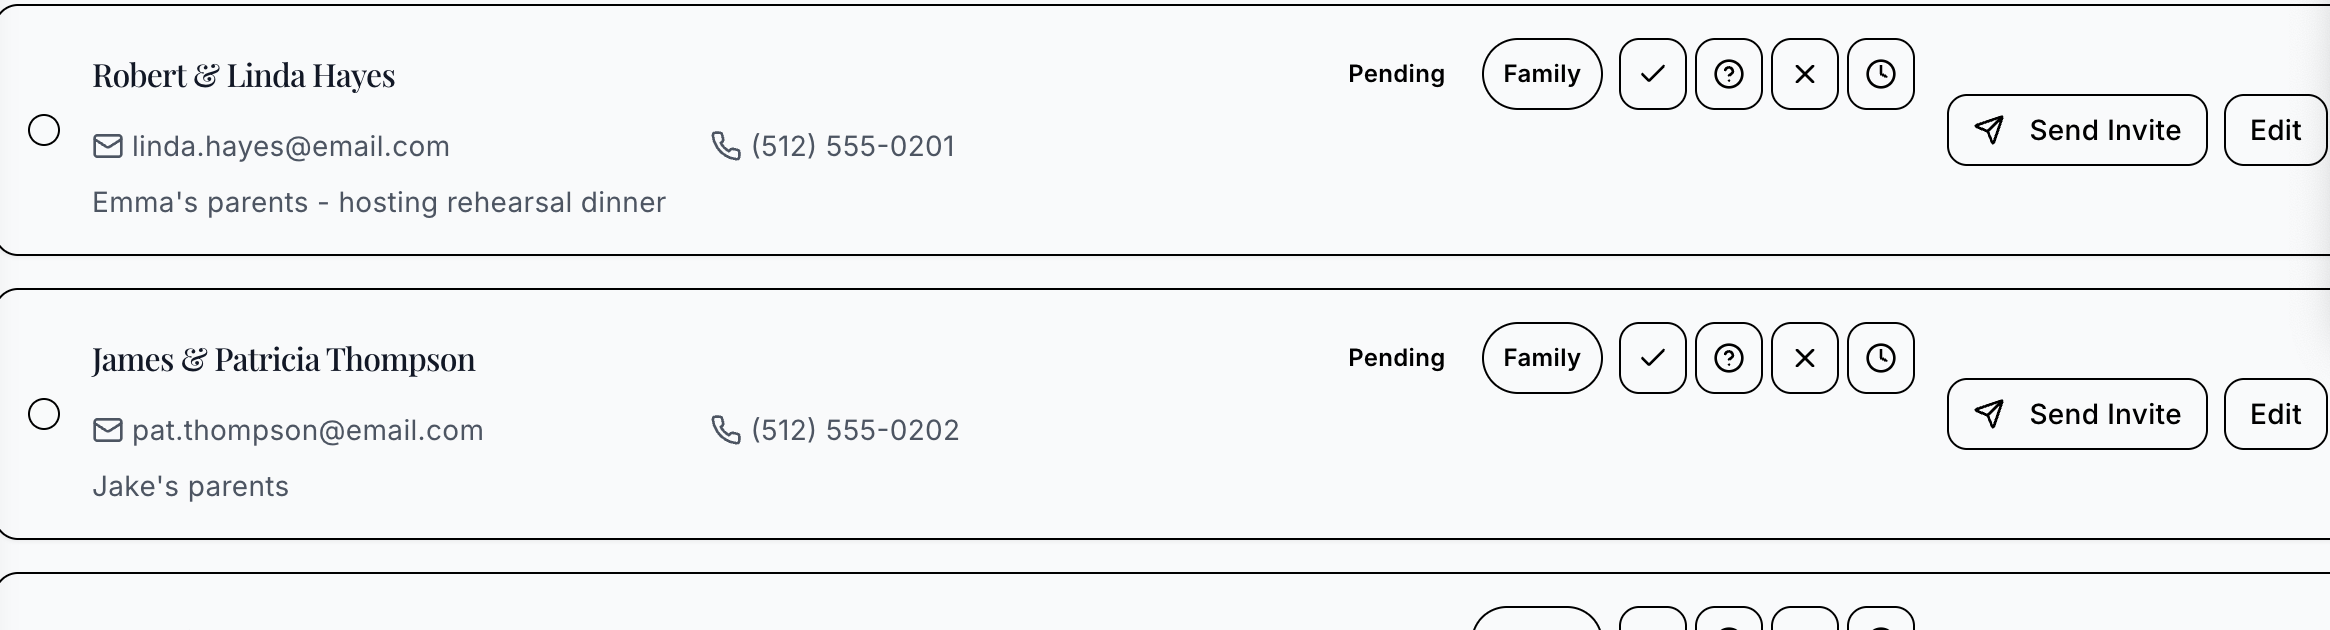 Robert & Linda Hayes
Pending
Family
linda.hayes@email.com
(512) 555-0201
Send Invite
Edit
Emma's parents - hosting rehearsal dinner
James & Patricia Thompson
Pending
Family
pat.thompson@email.com
(512) 555-0202
Send Invite
Edit
Jake's parents